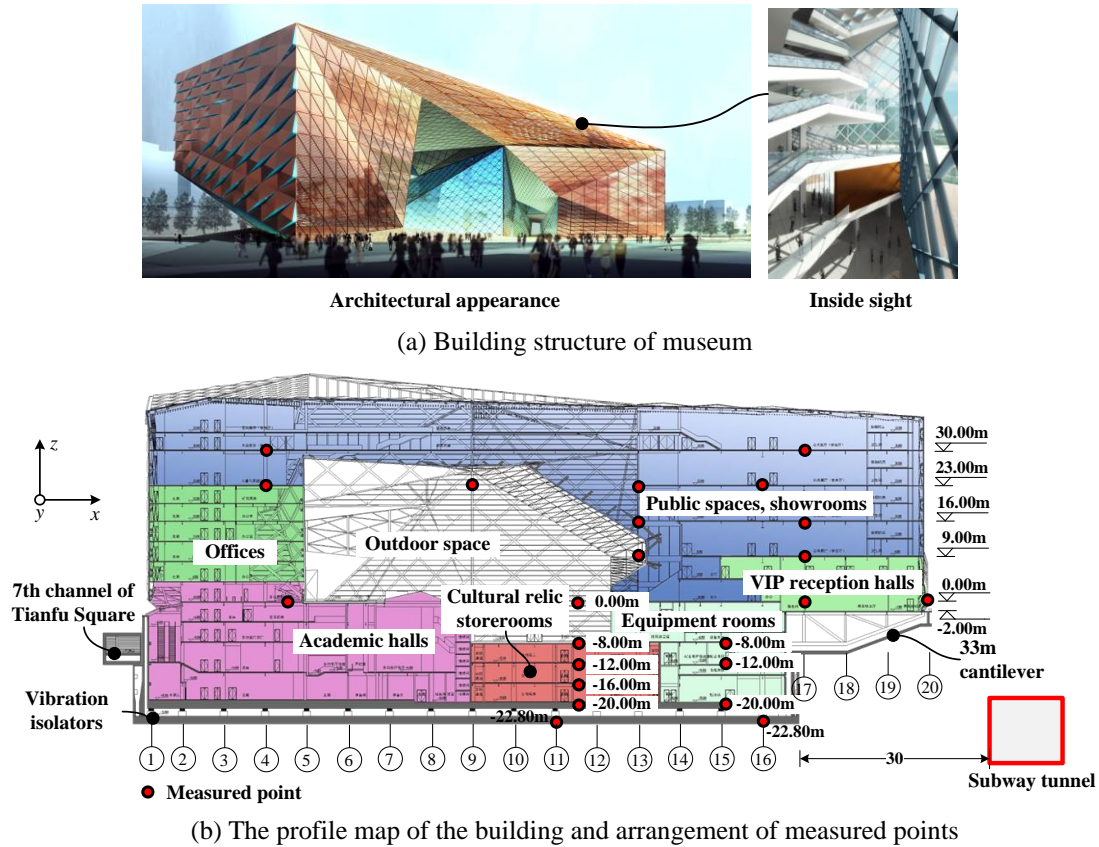 Architectural appearance
Inside sight
(a) Building structure of museum
z
y
x
30.00m
23.00m
Public spaces, showrooms
16.00m
Offices
Outdoor space
9.00m
VIP reception halls
7th channel of
Tianfu Square
Cultural relic
storerooms
0.00m
0.00m
Equipment rooms
-2.00m
Academic halls
-8.00m
-8.00m
33m
cantilever
-12.00m
-12.00m
-16.00m
Vibration
isolators
-20.00m
-20.00m
17
18
19
20
-22.80m
-22.80m
1
2
3
4
5
6
7
8
9
10
11
12
13
14
15
16
30
Subway tunnel
Measured point
(b) The profile map of the building and arrangement of measured points